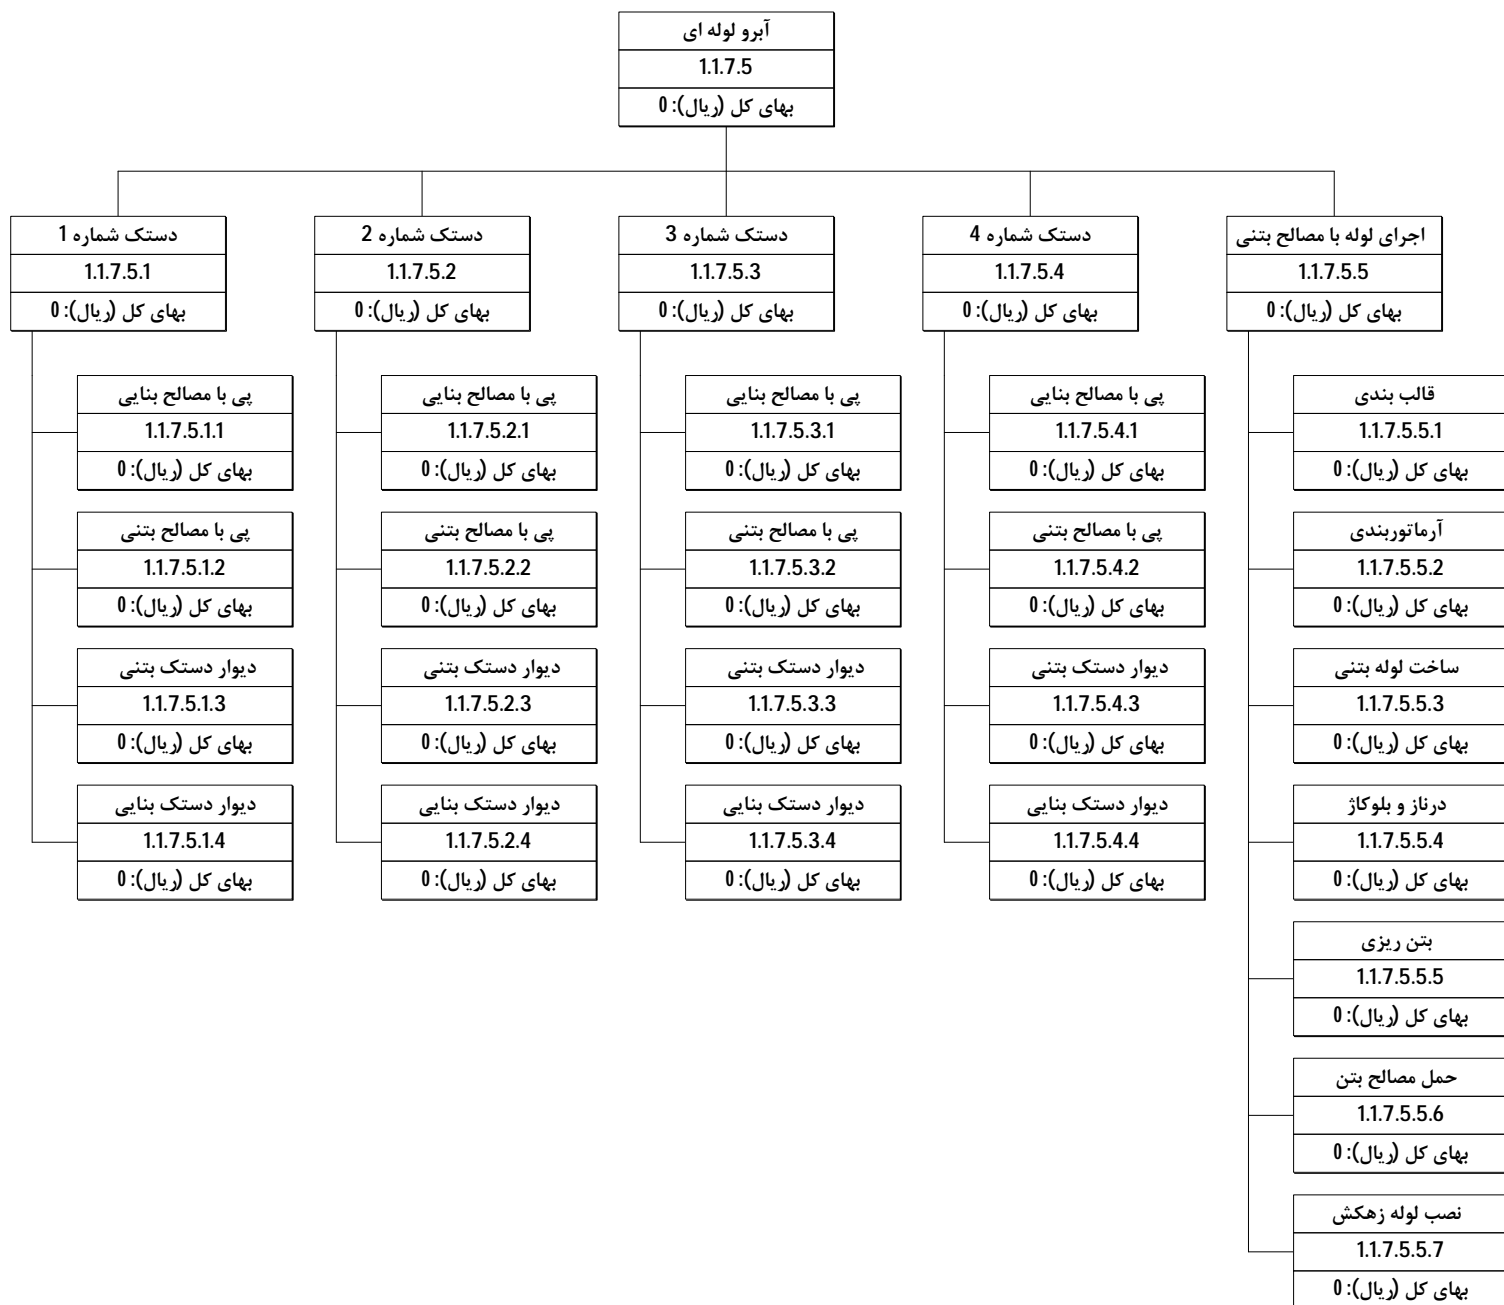 آبرو لوله ای
1.1.7.5
بهای کل (ریال): 0
دستک شماره 1
1.1.7.5.1
بهای کل (ریال): 0
پی با مصالح بنایی
1.1.7.5.1.1
بهای کل (ریال): 0
پی با مصالح بتنی
1.1.7.5.1.2
بهای کل (ریال): 0
دیوار دستک بتنی
1.1.7.5.1.3
بهای کل (ریال): 0
دیوار دستک بنایی
1.1.7.5.1.4
بهای کل (ریال): 0
دستک شماره 2
1.1.7.5.2
بهای کل (ریال): 0
پی با مصالح بنایی
1.1.7.5.2.1
بهای کل (ریال): 0
پی با مصالح بتنی
1.1.7.5.2.2
بهای کل (ریال): 0
دیوار دستک بتنی
1.1.7.5.2.3
بهای کل (ریال): 0
دیوار دستک بنایی
1.1.7.5.2.4
بهای کل (ریال): 0
دستک شماره 3
1.1.7.5.3
بهای کل (ریال): 0
پی با مصالح بنایی
1.1.7.5.3.1
بهای کل (ریال): 0
پی با مصالح بتنی
1.1.7.5.3.2
بهای کل (ریال): 0
دیوار دستک بتنی
1.1.7.5.3.3
بهای کل (ریال): 0
دیوار دستک بنایی
1.1.7.5.3.4
بهای کل (ریال): 0
دستک شماره 4
1.1.7.5.4
بهای کل (ریال): 0
پی با مصالح بنایی
1.1.7.5.4.1
بهای کل (ریال): 0
پی با مصالح بتنی
1.1.7.5.4.2
بهای کل (ریال): 0
دیوار دستک بتنی
1.1.7.5.4.3
بهای کل (ریال): 0
دیوار دستک بنایی
1.1.7.5.4.4
بهای کل (ریال): 0
اجرای لوله با مصالح بتنی
1.1.7.5.5
بهای کل (ریال): 0
قالب بندی
1.1.7.5.5.1
بهای کل (ریال): 0
آرماتوربندی
1.1.7.5.5.2
بهای کل (ریال): 0
ساخت لوله بتنی
1.1.7.5.5.3
بهای کل (ریال): 0
درناز و بلوکاژ
1.1.7.5.5.4
بهای کل (ریال): 0
بتن ریزی
1.1.7.5.5.5
بهای کل (ریال): 0
حمل مصالح بتن
1.1.7.5.5.6
بهای کل (ریال): 0
نصب لوله زهکش
1.1.7.5.5.7
بهای کل (ریال): 0